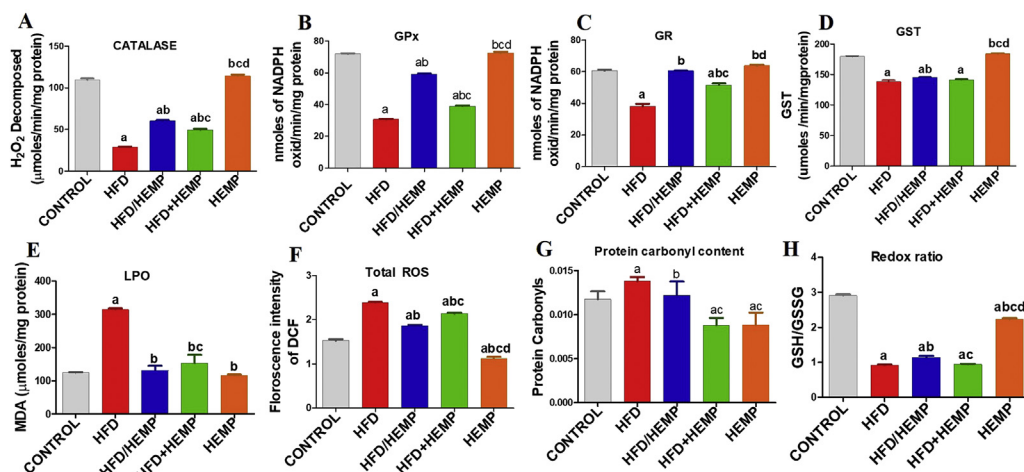 A
CATALASE
H2O2 Decomposed
(μmoles/min/mg protein)
150
100
50
0
a
ab
abc
bcd
CONTROL
HFD
HFD/HEMP
HFD+HEMP
HEMP
B
GPx
nmoles of NADPH
oxid/min/mg protein
80
60
40
20
0
a
ab
abc
bcd
CONTROL
HFD
HFD/HEMP
HFD+HEMP
HEMP
C
GR
nmoles of NADPH
oxid/min/mg protein
80
60
40
20
0
a
b
abc
bd
CONTROL
HFD
HFD/HEMP
HFD+HEMP
HEMP
D
GST
GST
(umoles /min/mgprotein)
200
150
100
50
0
a
ab
a
bcd
CONTROL
HFD
HFD/HEMP
HFD+HEMP
HEMP
E
LPO
MDA (μmoles/mg protein)
400
300
200
100
0
a
b
bc
b
CONTROL
HFD
HFD/HEMP
HFD+HEMP
HEMP
F
Total ROS
Floroscence intensity
of DCF
3
2
1
0
a
ab
abc
abcd
CONTROL
HFD
HFD/HEMP
HFD+HEMP
HEMP
G
Protein carbonyl content
Protein Carbonyls
0.015
0.010
0.005
0.000
a
b
ac
ac
CONTROL
HFD
HFD/HEMP
HFD+HEMP
HEMP
H
Redox ratio
GSH/GSSG
4
3
2
1
0
a
ab
ac
abcd
CONTROL
HFD
HFD/HEMP
HFD+HEMP
HEMP